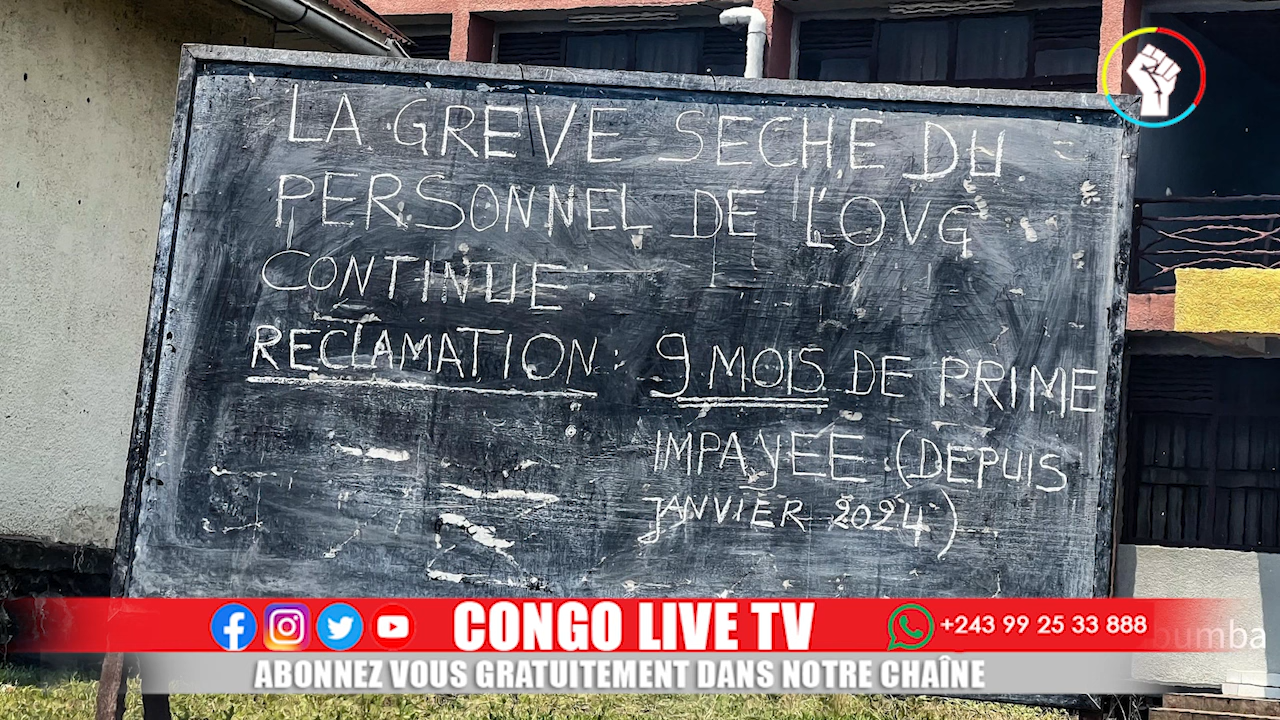 LA GREVE SECHE DU
PERSONNEL DE L'OVG
CONTINUE.
RECLAMATION : 9 MOIS DE PRIME
IMPAYEE (DEPUIS
JANVIER 2024)
CONGO LIVE TV
+243 99 25 33 888
umba
ABONNEZ VOUS GRATUITEMENT DANS NOTRE CHAÎNE